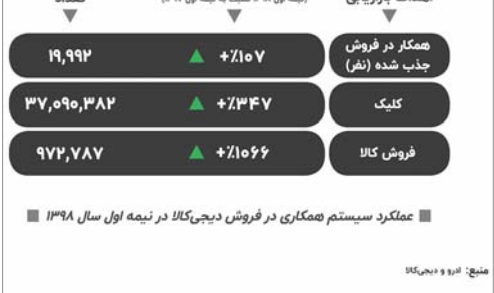 همکار در فروش
جذب شده (نفر)
+٪۱۰۷
۱۹,۹۹۲
کلیک
+٪۳۴۷
۳۷,۰۹۰,۳۸۲
فروش کالا
+٪۱۰۶۶
۹۷۲,۷۸۷
عملکرد سیستم همکاری در فروش دیجی‌کالا در نیمه اول سال ۱۳۹۸
منبع: ادرو و دیجی‌کالا